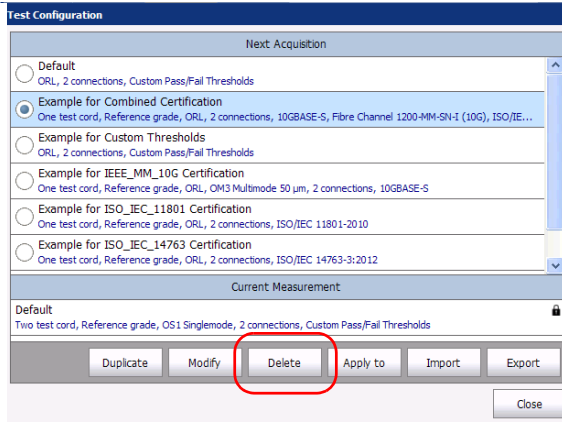 Test Configuration
Next Acquisition
Default
ORL, 2 connections, Custom Pass/Fail Thresholds
Example for Combined Certification
One test cord, Reference grade, ORL, 2 connections, 10GBASE-S, Fibre Channel 1200-MM-SN-I (10G), ISO/IE...
Example for Custom Thresholds
ORL, 2 connections, Custom Pass/Fail Thresholds
Example for IEEE_MM_10G Certification
One test cord, Reference grade, ORL, OM3 Multimode 50 µm, 2 connections, 10GBASE-S
Example for ISO_IEC_11801 Certification
One test cord, Reference grade, ORL, 2 connections, ISO/IEC 11801-2010
Example for ISO_IEC_14763 Certification
One test cord, Reference grade, ORL, 2 connections, ISO/IEC 14763-3:2012
Current Measurement
Default
Two test cord, Reference grade, OS1 Singlemode, 2 connections, Custom Pass/Fail Thresholds
Duplicate Modify Delete Apply to Import Export
Close